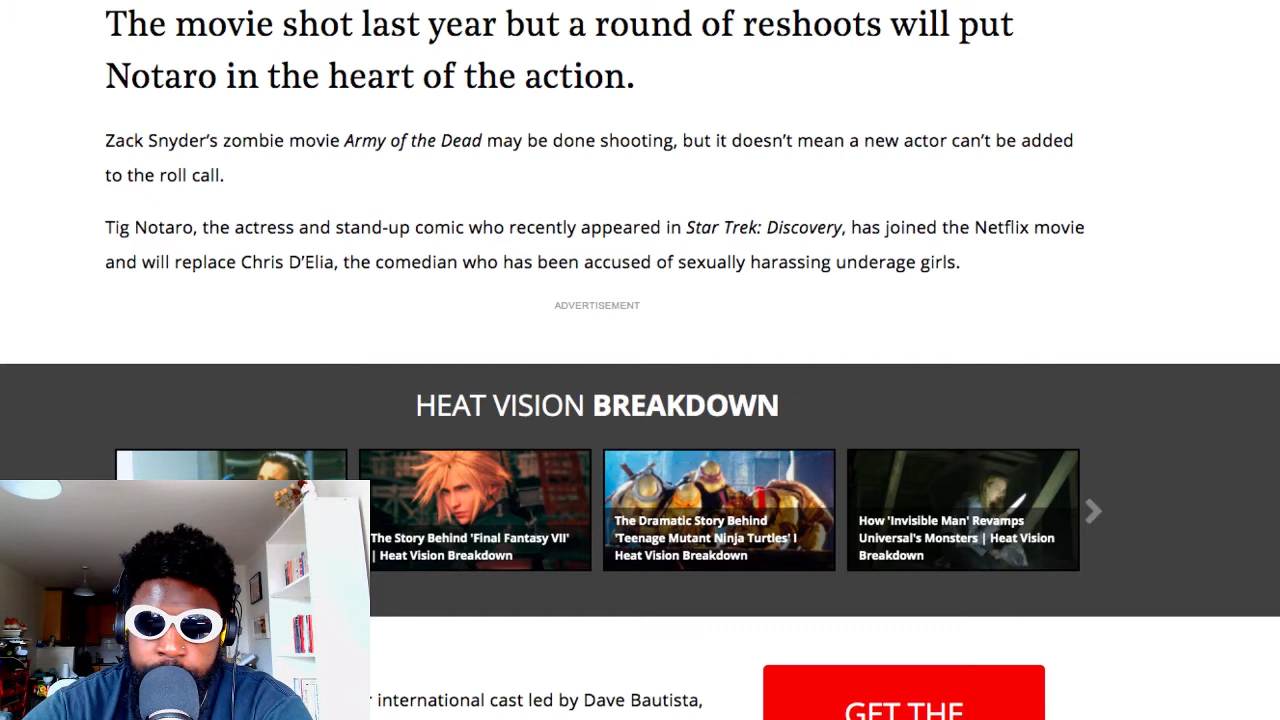 The movie shot last year but a round of reshoots will put
Notaro in the heart of the action.
Zack Snyder’s zombie movie Army of the Dead may be done shooting, but it doesn’t mean a new actor can’t be added
to the roll call.
Tig Notaro, the actress and stand-up comic who recently appeared in Star Trek: Discovery, has joined the Netflix movie
and will replace Chris D’Elia, the comedian who has been accused of sexually harassing underage girls.
ADVERTISEMENT
HEAT VISION BREAKDOWN
The Story Behind 'Final Fantasy VII'
| Heat Vision Breakdown
The Dramatic Story Behind
'Teenage Mutant Ninja Turtles' I
Heat Vision Breakdown
How 'Invisible Man' Revamps
Universal's Monsters | Heat Vision
Breakdown
international cast led by Dave Bautista,
GET THE